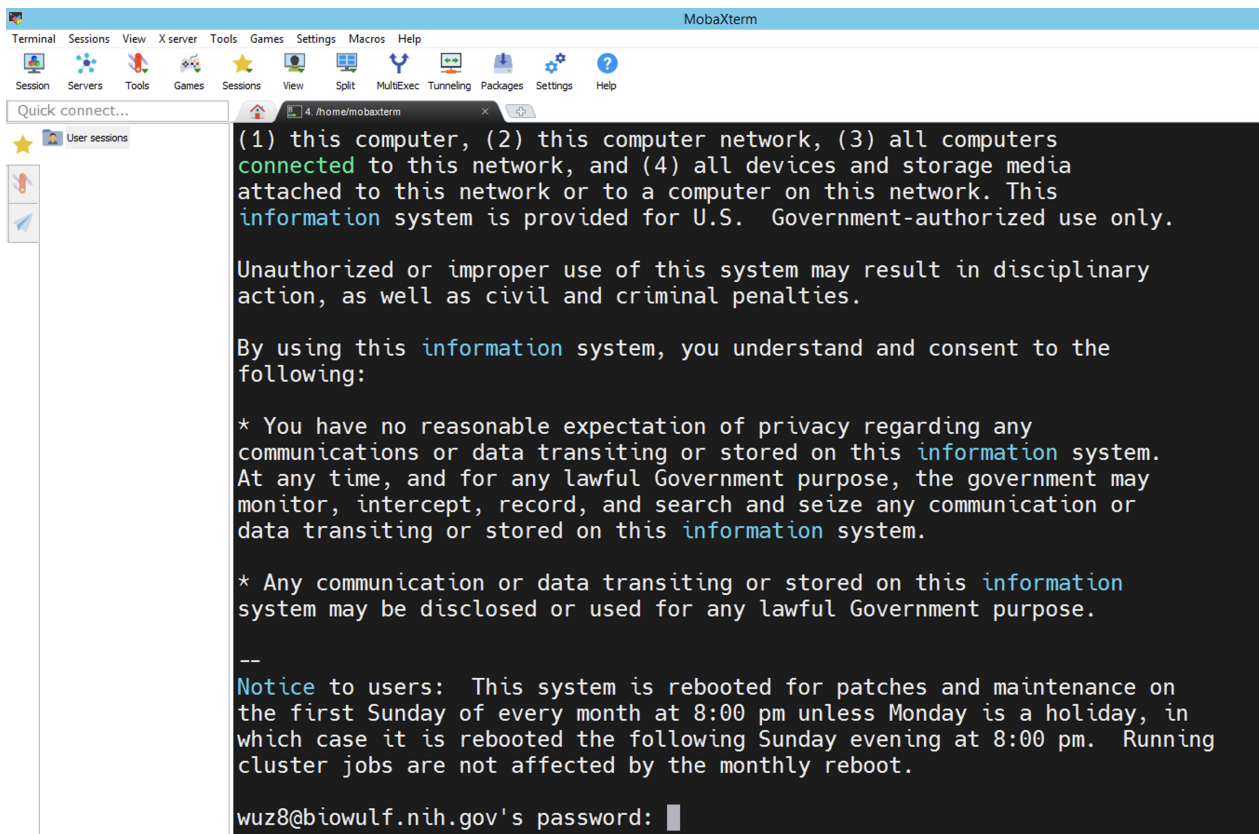 MobaXterm
Terminal Sessions View X server Tools Games Settings Macros Help
Session Servers Tools Games Sessions View Split MultiExec Tunneling Packages Settings Help
Quick connect...
4. /home/mobaxterm
User sessions
(1) this computer, (2) this computer network, (3) all computers
connected to this network, and (4) all devices and storage media
attached to this network or to a computer on this network. This
information system is provided for U.S.  Government-authorized use only.
Unauthorized or improper use of this system may result in disciplinary
action, as well as civil and criminal penalties.
By using this information system, you understand and consent to the
following:
* You have no reasonable expectation of privacy regarding any
communications or data transiting or stored on this information system.
At any time, and for any lawful Government purpose, the government may
monitor, intercept, record, and search and seize any communication or
data transiting or stored on this information system.
* Any communication or data transiting or stored on this information
system may be disclosed or used for any lawful Government purpose.
--
Notice to users:  This system is rebooted for patches and maintenance on
the first Sunday of every month at 8:00 pm unless Monday is a holiday, in
which case it is rebooted the following Sunday evening at 8:00 pm.  Running
cluster jobs are not affected by the monthly reboot.
wuz8@biowulf.nih.gov's password: